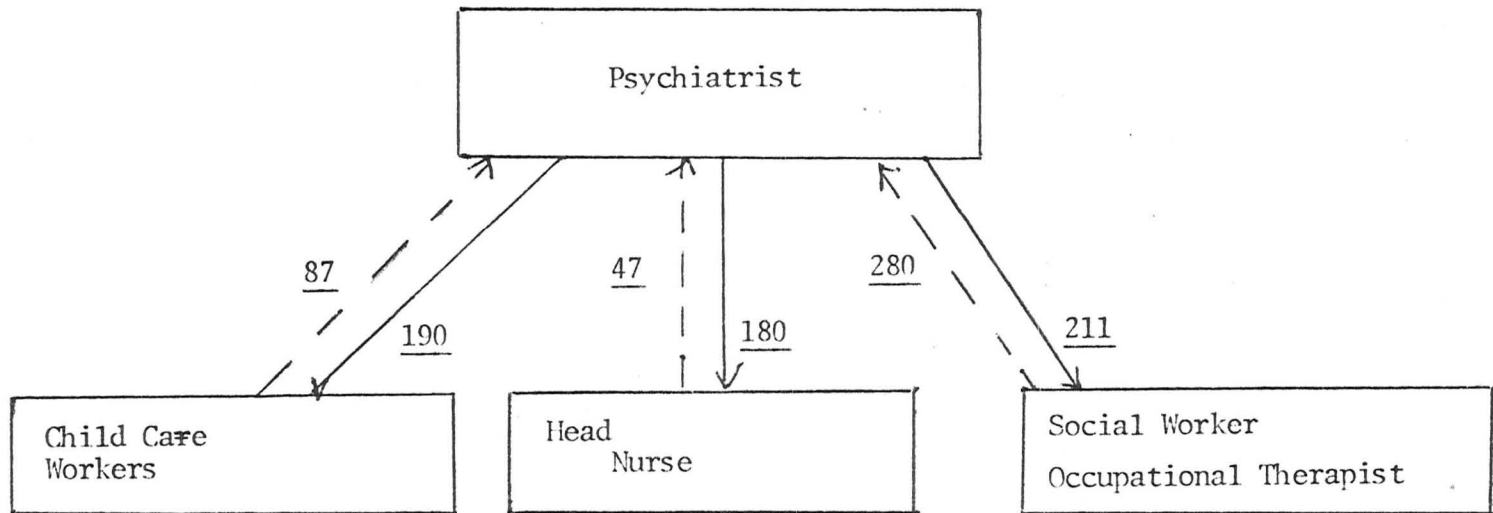 Psychiatrist
87
47
280
190
180
211
Child Care
Workers
Head
Nurse
Social Worker
Occupational Therapist